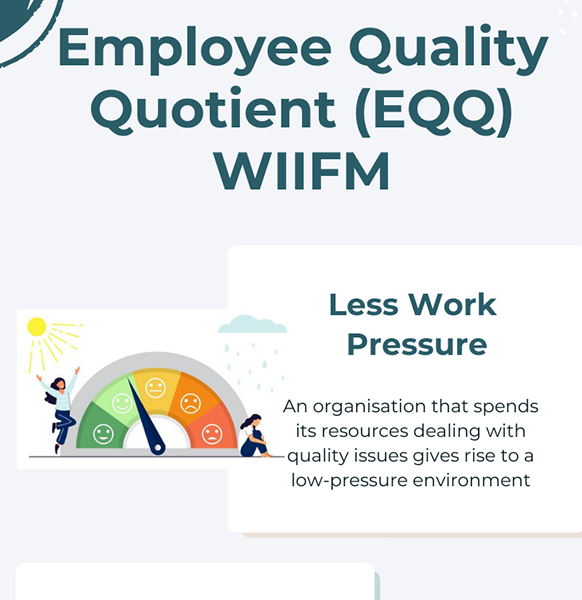 Employee Quality
Quotient (EQQ)
WIIFM
Less Work
Pressure
An organisation that spends
its resources dealing with
quality issues gives rise to a
low-pressure environment